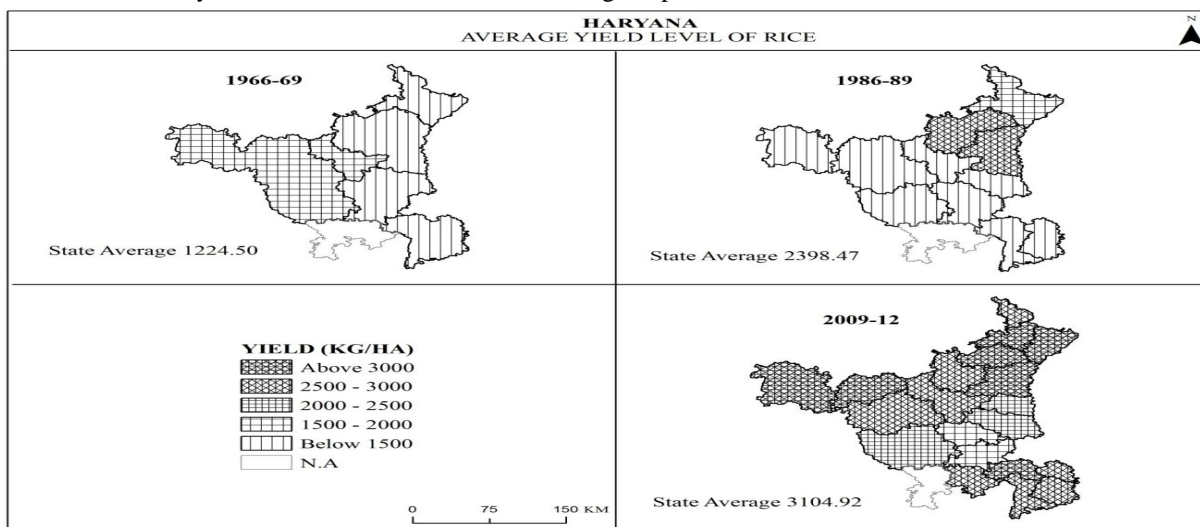 HARYANA
AVERAGE YIELD LEVEL OF RICE
N
1966-69
State Average 1224.50
1986-89
State Average 2398.47
YIELD (KG/HA)
Above 3000
2500 - 3000
2000 - 2500
1500 - 2000
Below 1500
N.A
0 75 150 KM
2009-12
State Average 3104.92